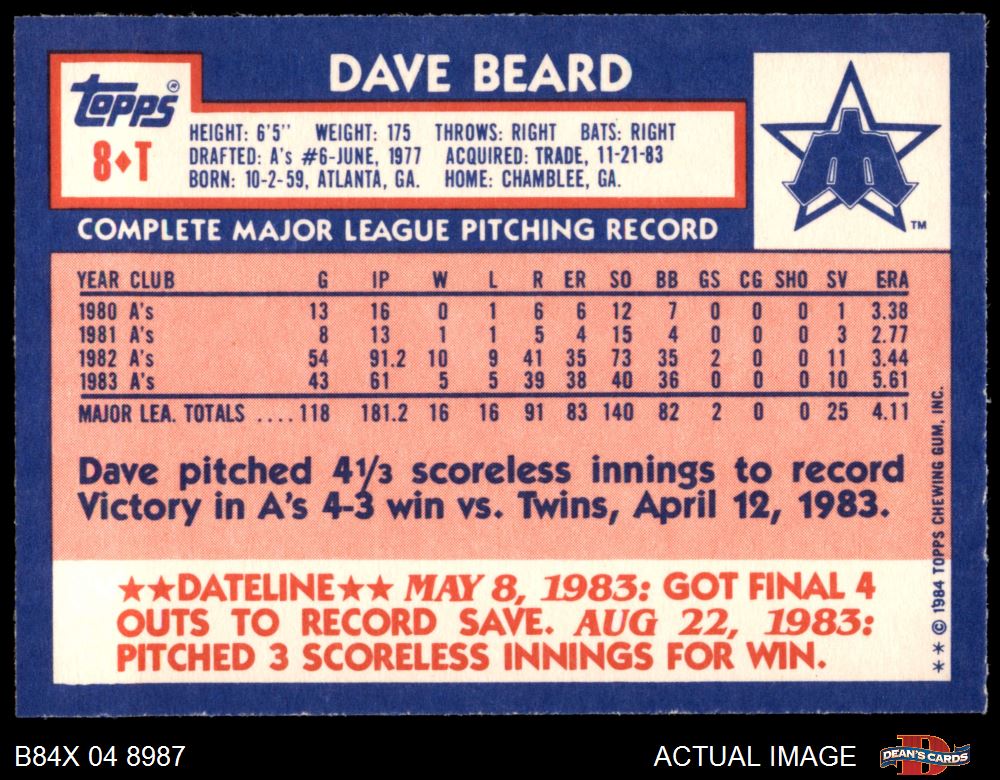 DAVE BEARD
Topps®
8♦T
HEIGHT: 6'5" WEIGHT: 175 THROWS: RIGHT BATS: RIGHT
DRAFTED: A's #6-JUNE, 1977 ACQUIRED: TRADE, 11-21-83
BORN: 10-2-59, ATLANTA, GA. HOME: CHAMBLEE, GA.
TM
COMPLETE MAJOR LEAGUE PITCHING RECORD
YEAR CLUB G IP W L R ER SO BB GS CG SHO SV ERA
1980 A's 13 16 0 1 6 6 12 7 0 0 0 1 3.38
1981 A's 8 13 1 1 5 4 15 4 0 0 0 3 2.77
1982 A's 54 91.2 10 9 41 35 73 35 2 0 0 11 3.44
1983 A's 43 61 5 5 39 38 40 36 0 0 0 10 5.61
MAJOR LEA. TOTALS ....118 181.2 16 16 91 83 140 82 2 0 0 25 4.11
Dave pitched 4⅓ scoreless innings to record
Victory in A's 4-3 win vs. Twins, April 12, 1983.
★★DATELINE★★ MAY 8, 1983: GOT FINAL 4
OUTS TO RECORD SAVE. AUG 22, 1983:
PITCHED 3 SCORELESS INNINGS FOR WIN.
** © 1984 TOPPS CHEWING GUM, INC.
B84X 04 8987
ACTUAL IMAGE
DEAN'S CARDS